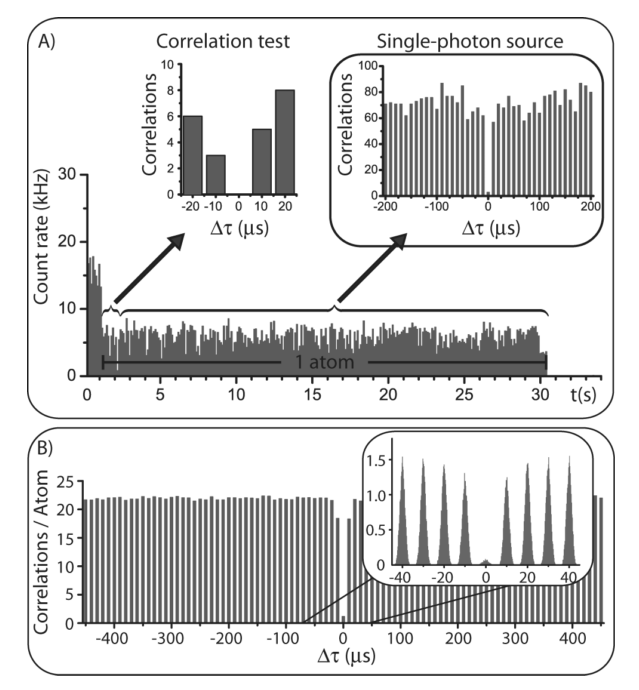 A)
Correlation test
Single-photon source
Correlations
10
8
6
4
2
0
-20 -10 0 10 20
Δτ (μs)
Correlations
100
80
60
40
20
0
-200 -100 0 100 200
Δτ (μs)
Count rate (kHz)
30
20
10
0
1 atom
0 5 10 15 20 25 30 t(s)
B)
Correlations / Atom
25
20
15
10
5
0
1.5
1.0
0.5
0
-40 -20 0 20 40
-400 -300 -200 -100 0 100 200 300 400
Δτ (μs)